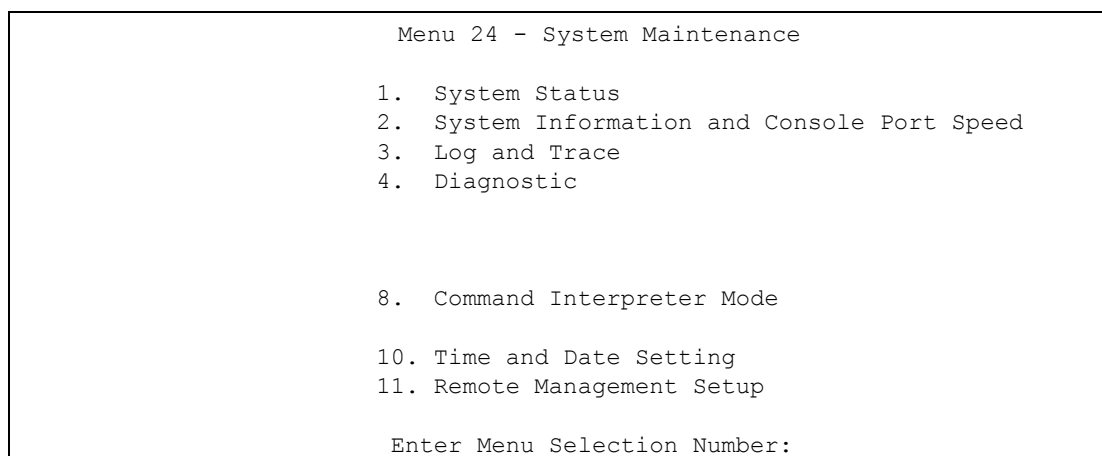 Menu 24 - System Maintenance
1. System Status
2. System Information and Console Port Speed
3. Log and Trace
4. Diagnostic
8. Command Interpreter Mode
10. Time and Date Setting
11. Remote Management Setup
Enter Menu Selection Number: